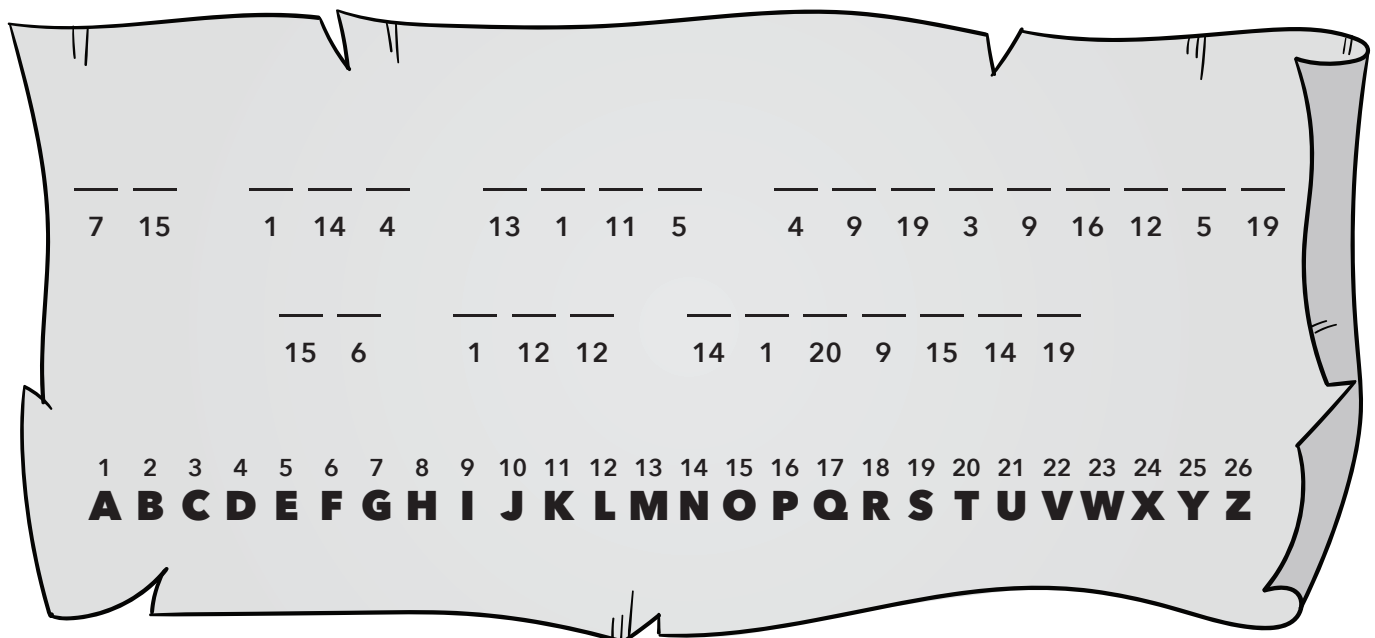 7 15 1 14 4 13 1 11 5 4 9 19 3 9 16 12 5 19
15 6 1 12 12 14 1 20 9 15 14 19
1 2 3 4 5 6 7 8 9 10 11 12 13 14 15 16 17 18 19 20 21 22 23 24 25 26
A B C D E F G H I J K L M N O P Q R S T U V W X Y Z